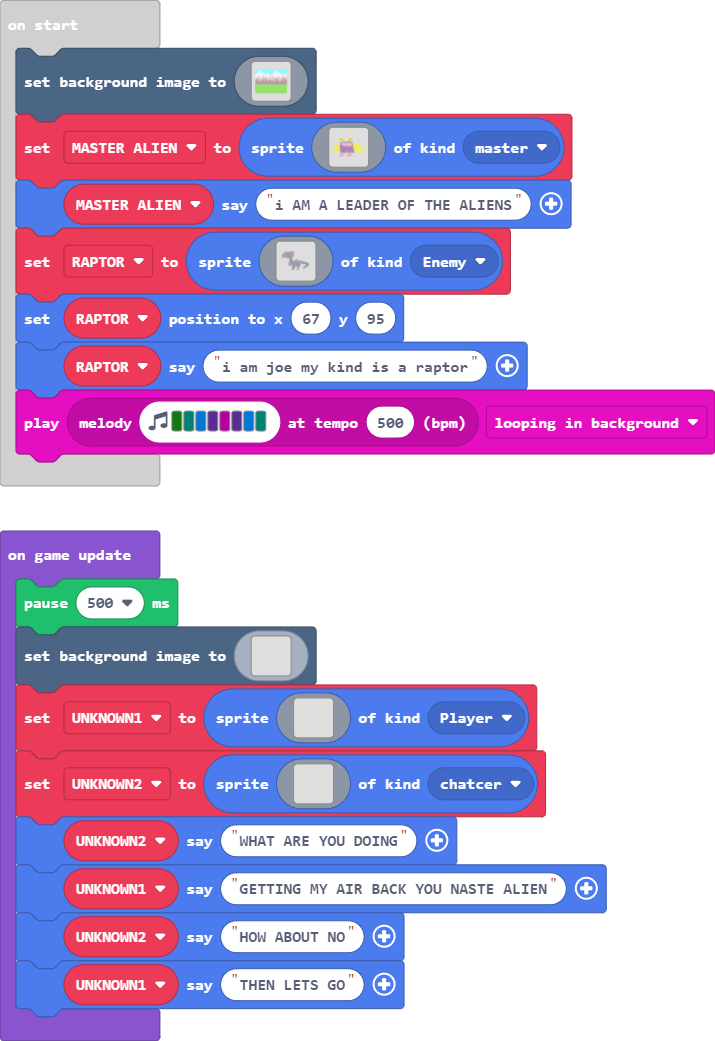 on start
set background image to
set MASTER ALIEN to sprite of kind master
MASTER ALIEN say "i AM A LEADER OF THE ALIENS"
set RAPTOR to sprite of kind Enemy
set RAPTOR position to x 67 y 95
RAPTOR say "i am joe my kind is a raptor"
play melody at tempo 500 (bpm) looping in background
on game update
pause 500 ms
set background image to
set UNKNOWN1 to sprite of kind Player
set UNKNOWN2 to sprite of kind chatcer
UNKNOWN2 say "WHAT ARE YOU DOING"
UNKNOWN1 say "GETTING MY AIR BACK YOU NASTE ALIEN"
UNKNOWN2 say "HOW ABOUT NO"
UNKNOWN1 say "THEN LETS GO"